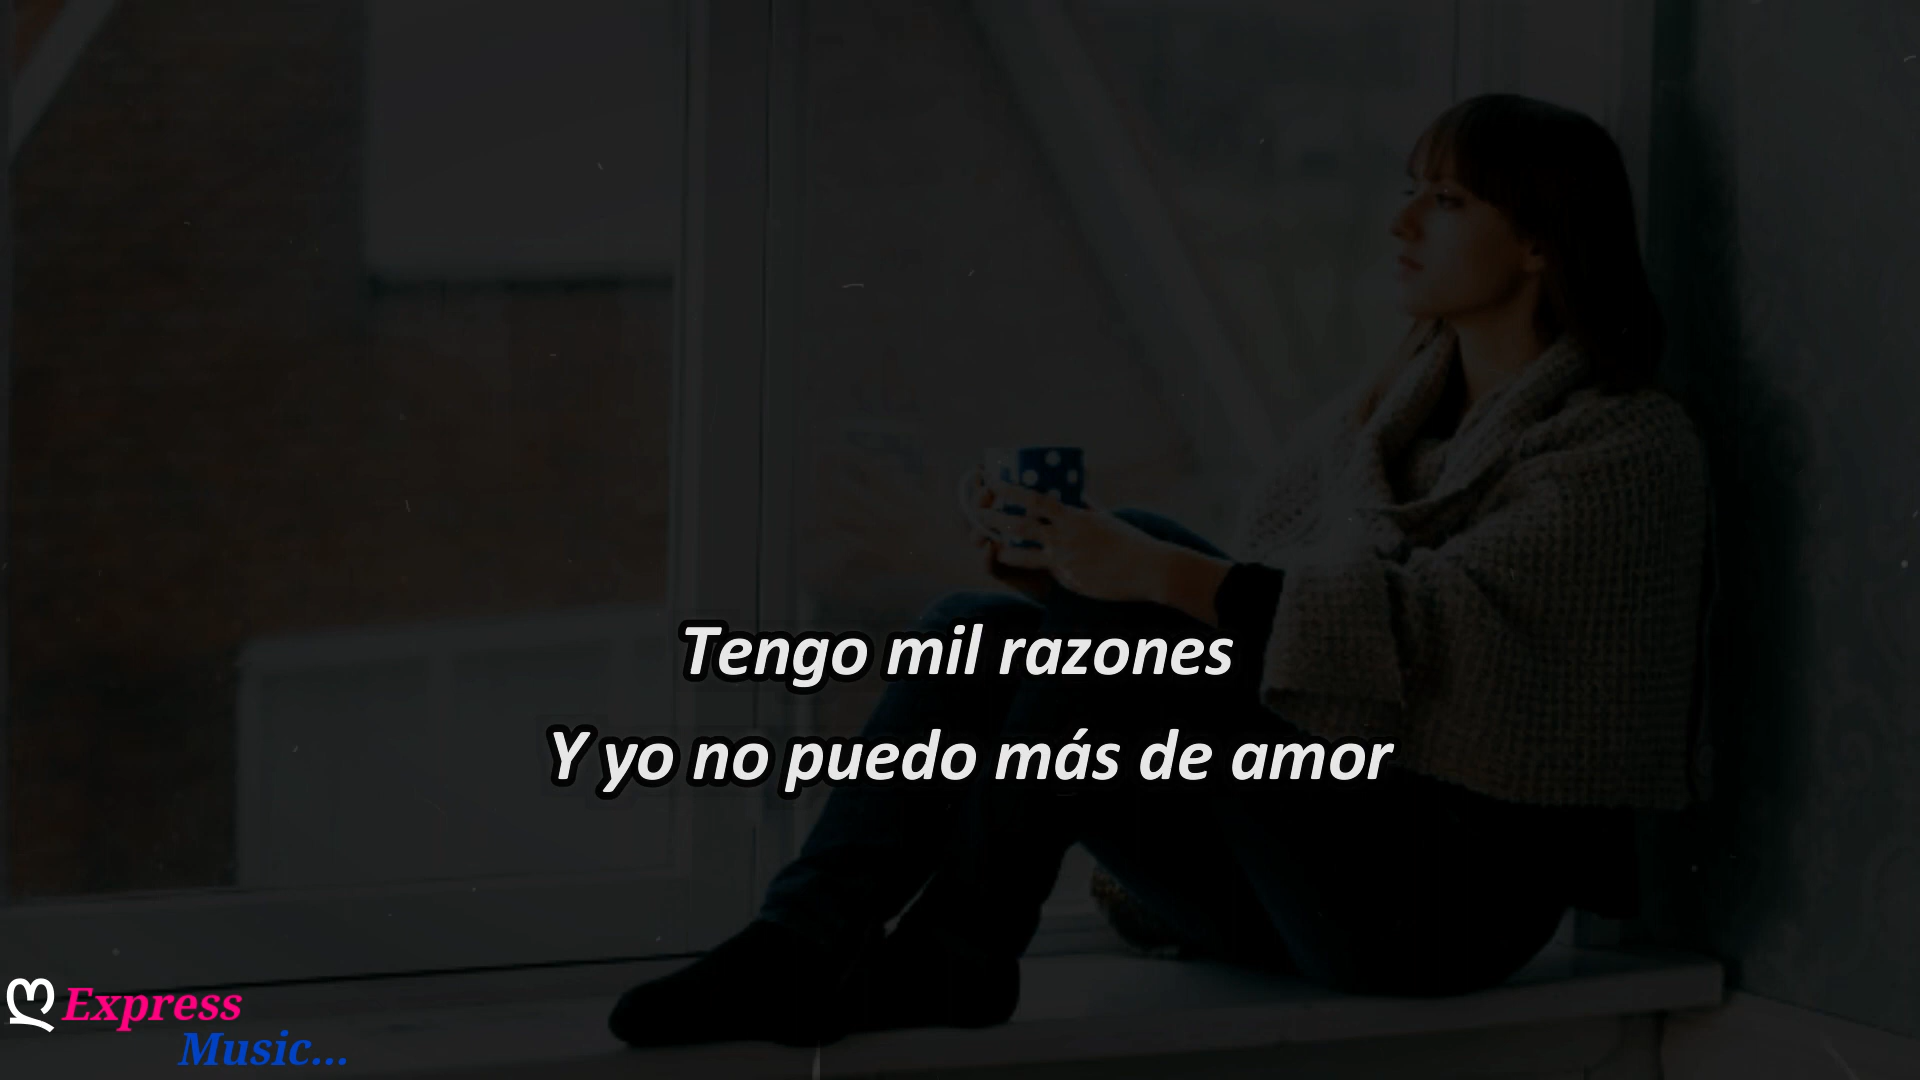 Tengo mil razones
Y yo no puedo más de amor
ღ Express
Music...